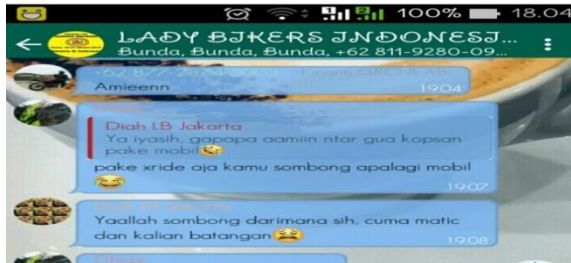 100% 18.04
LADY BJKERS JNDONESJ...
Bunda, Bunda, Bunda, +62 811-9280-09...
Amieenn 19.04
Diah LB Jakarta
Ya iyasih, gapapa aamiin ntar gua kopsan
pake mobil
pake xride aja kamu sombong apalagi mobil
19.07
Yaallah sombong darimana sih, cuma matic
dan kalian batangan 19.08